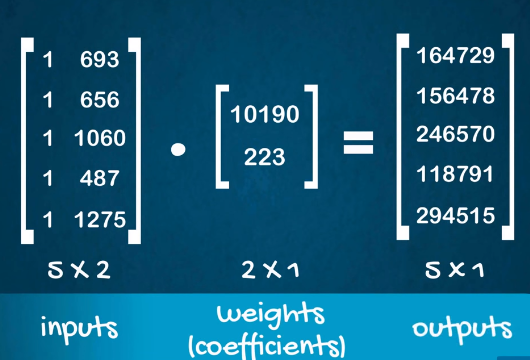 1 693
1 656
1 1060
1 487
1 1275
.
10190
223
=
164729
156478
246570
118791
294515
5 X 2
2 X 1
5 X 1
inputs
weights
(coefficients)
outputs